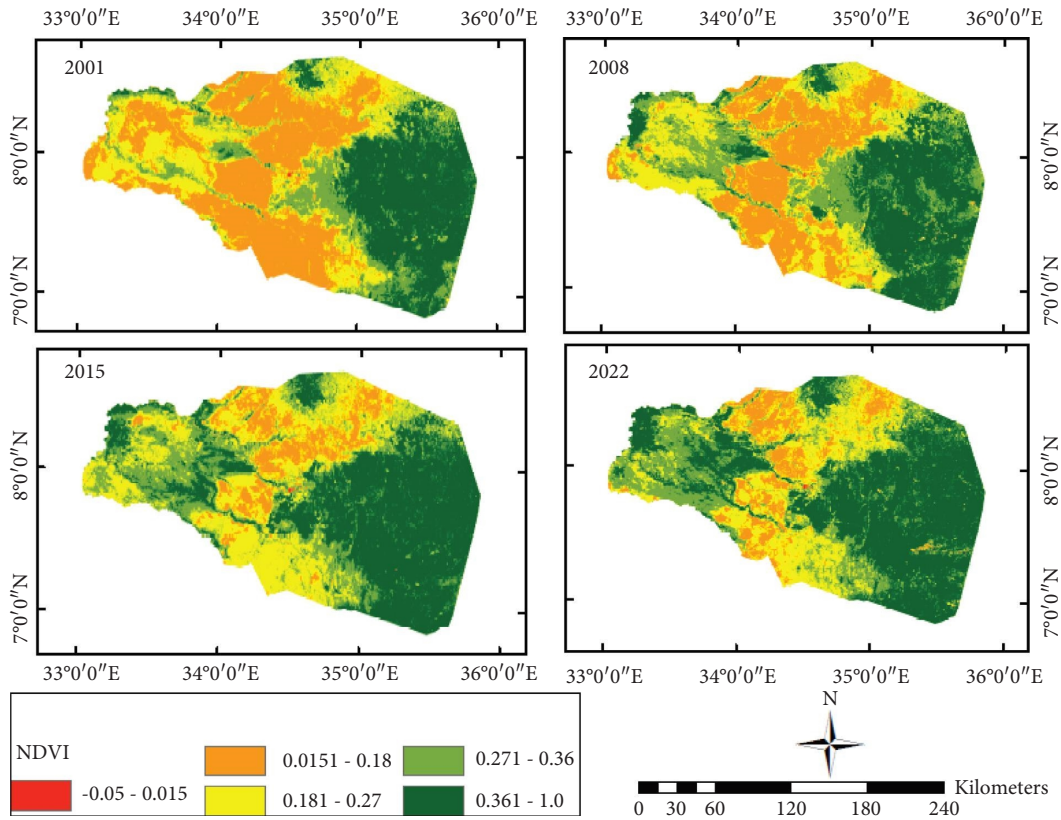 33°0′0″E 34°0′0″E 35°0′0″E 36°0′0″E 33°0′0″E 34°0′0″E 35°0′0″E 36°0′0″E
2001
2008
8°0′0″N
8°0′0″N
7°0′0″N
7°0′0″N
2015
2022
8°0′0″N
8°0′0″N
7°0′0″N
7°0′0″N
33°0′0″E 34°0′0″E 35°0′0″E 36°0′0″E 33°0′0″E 34°0′0″E 35°0′0″E 36°0′0″E
NDVI
-0.05 - 0.015
0.0151 - 0.18
0.181 - 0.27
0.271 - 0.36
0.361 - 1.0
N
Kilometers
0 30 60 120 180 240